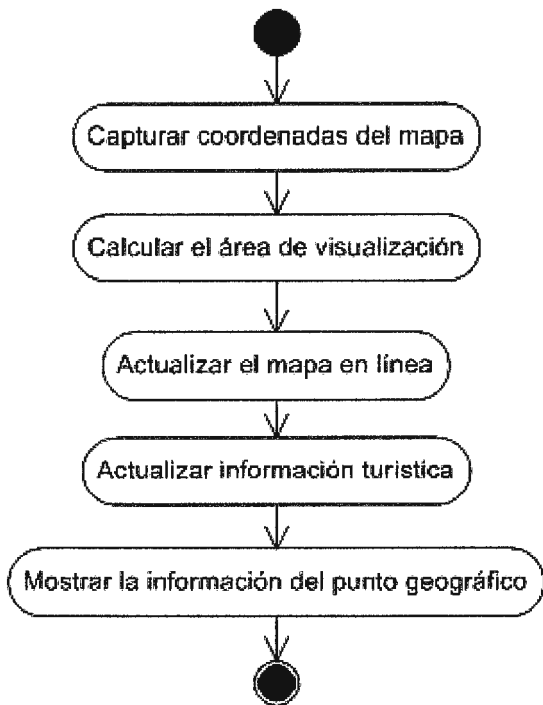 Capturar coordenadas del mapa
Calcular el área de visualización
Actualizar el mapa en línea
Actualizar información turistica
Mostrar la información del punto geográfico